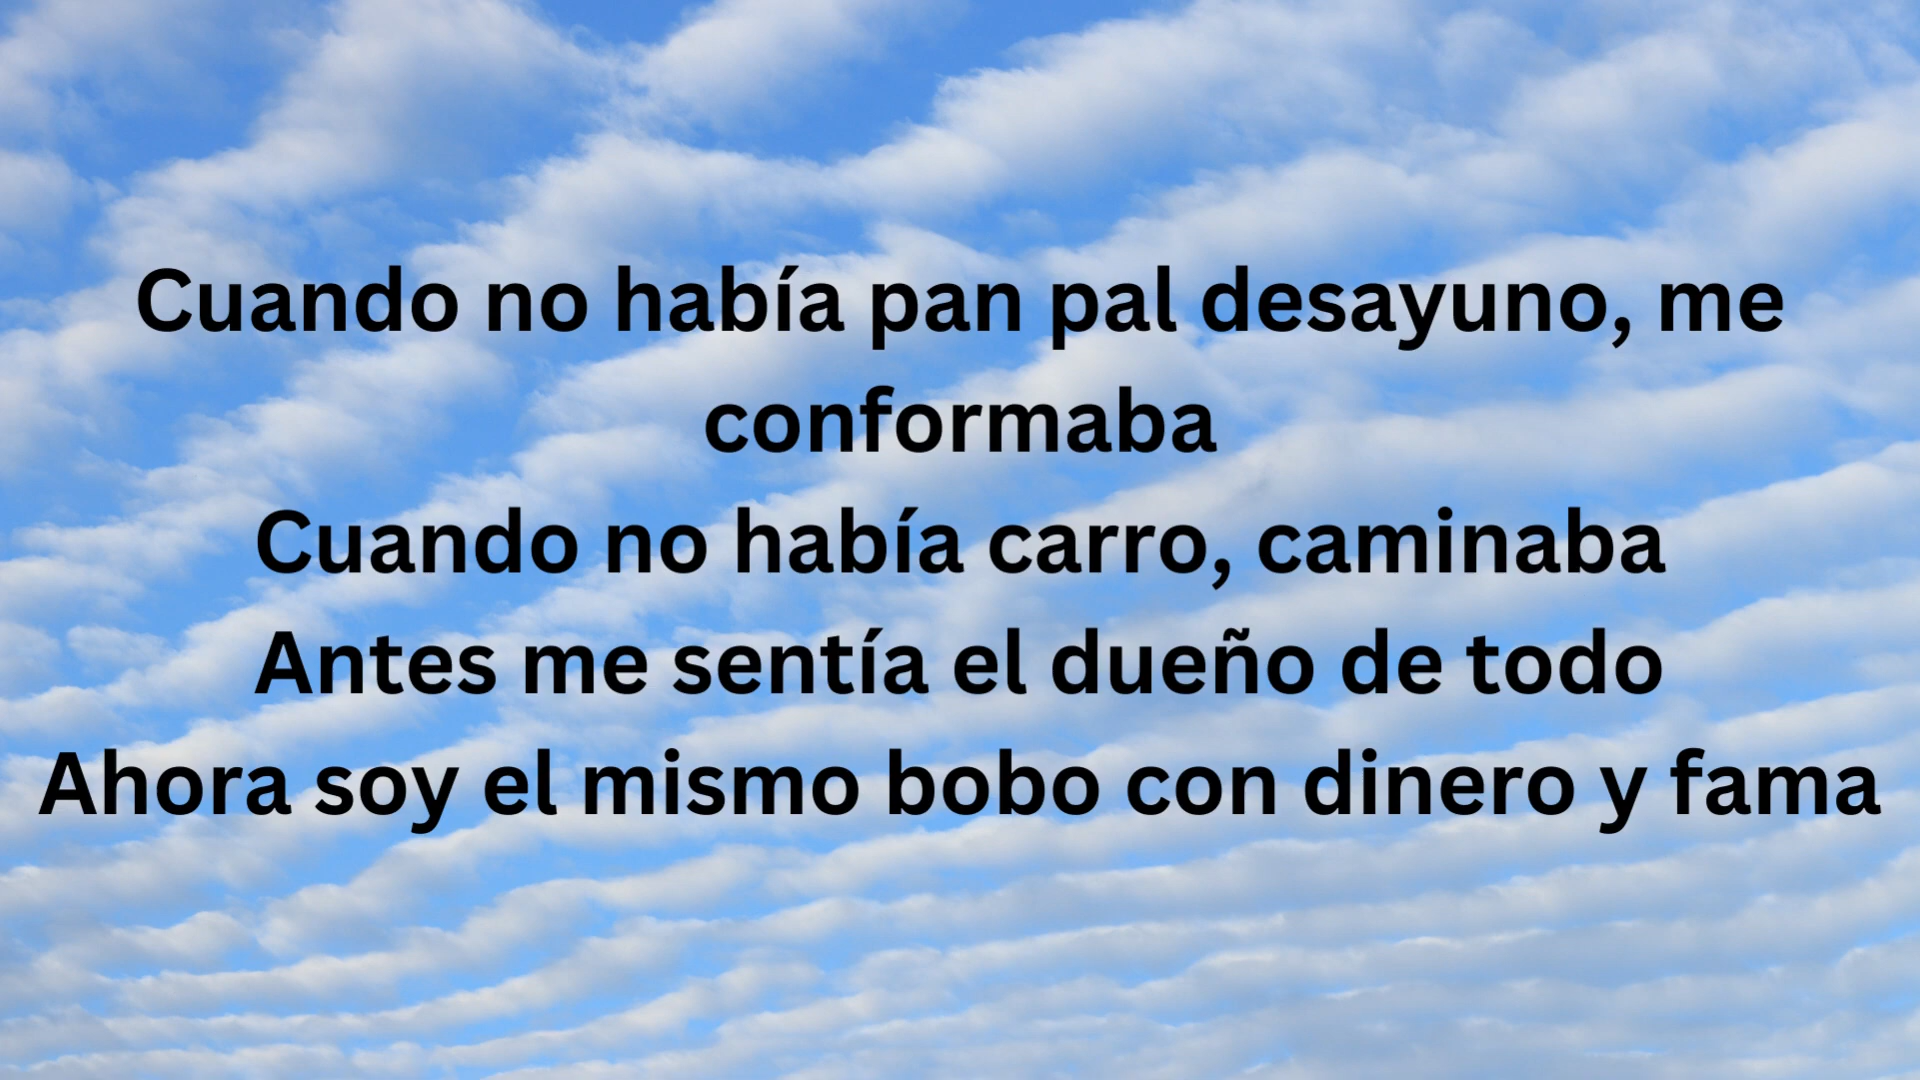 Cuando no había pan pal desayuno, me
conformaba
Cuando no había carro, caminaba
Antes me sentía el dueño de todo
Ahora soy el mismo bobo con dinero y fama